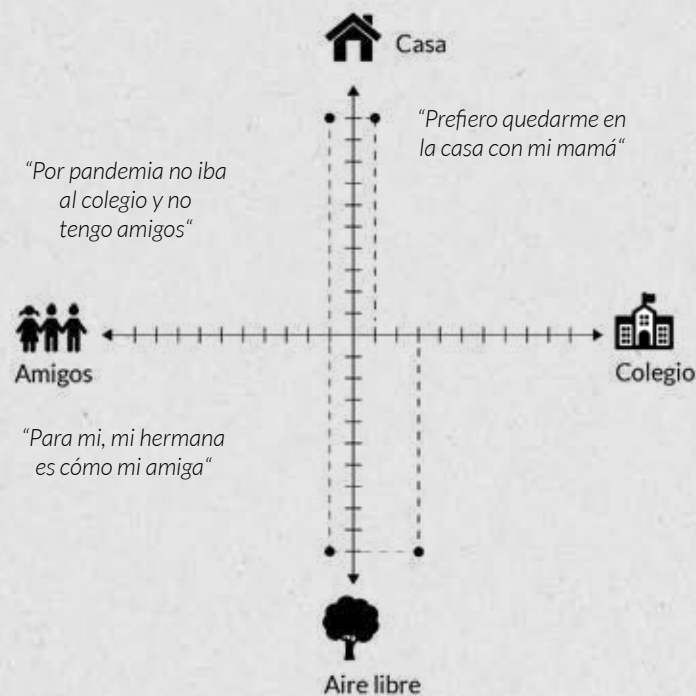 Casa
“Prefiero quedarme en
la casa con mi mamá“
“Por pandemia no iba
al colegio y no
tengo amigos“
Amigos
Colegio
“Para mi, mi hermana
es cómo mi amiga“
Aire libre